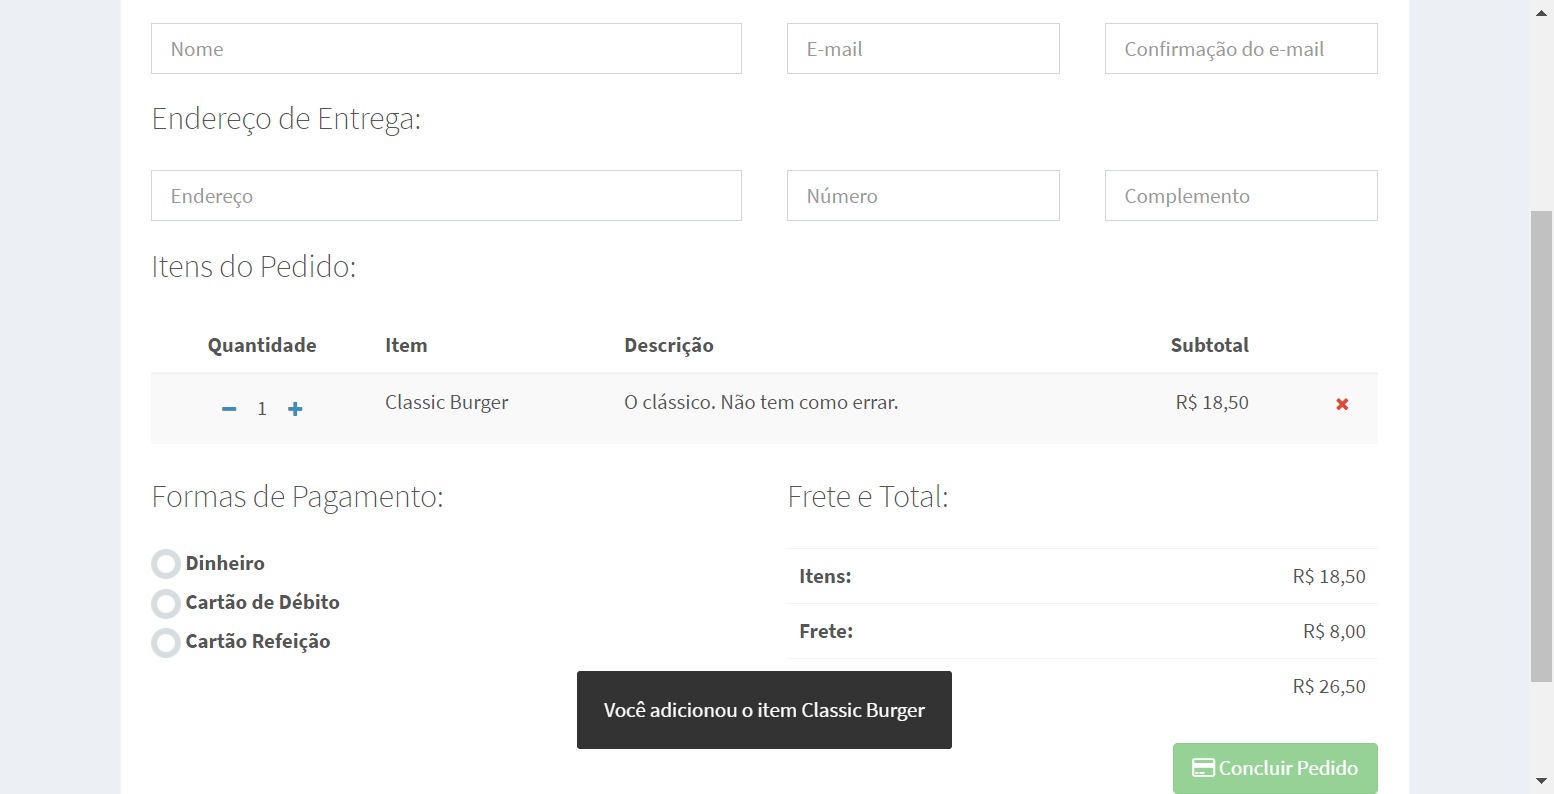 Nome E-mail Confirmação do e-mail
Endereço de Entrega:
Endereço Número Complemento
Itens do Pedido:
Quantidade Item Descrição Subtotal
1 Classic Burger O clássico. Não tem como errar. R$ 18,50
Formas de Pagamento: Frete e Total:
Dinheiro
Itens: R$ 18,50
Cartão de Débito
Frete: R$ 8,00
Cartão Refeição
R$ 26,50
Você adicionou o item Classic Burger
Concluir Pedido